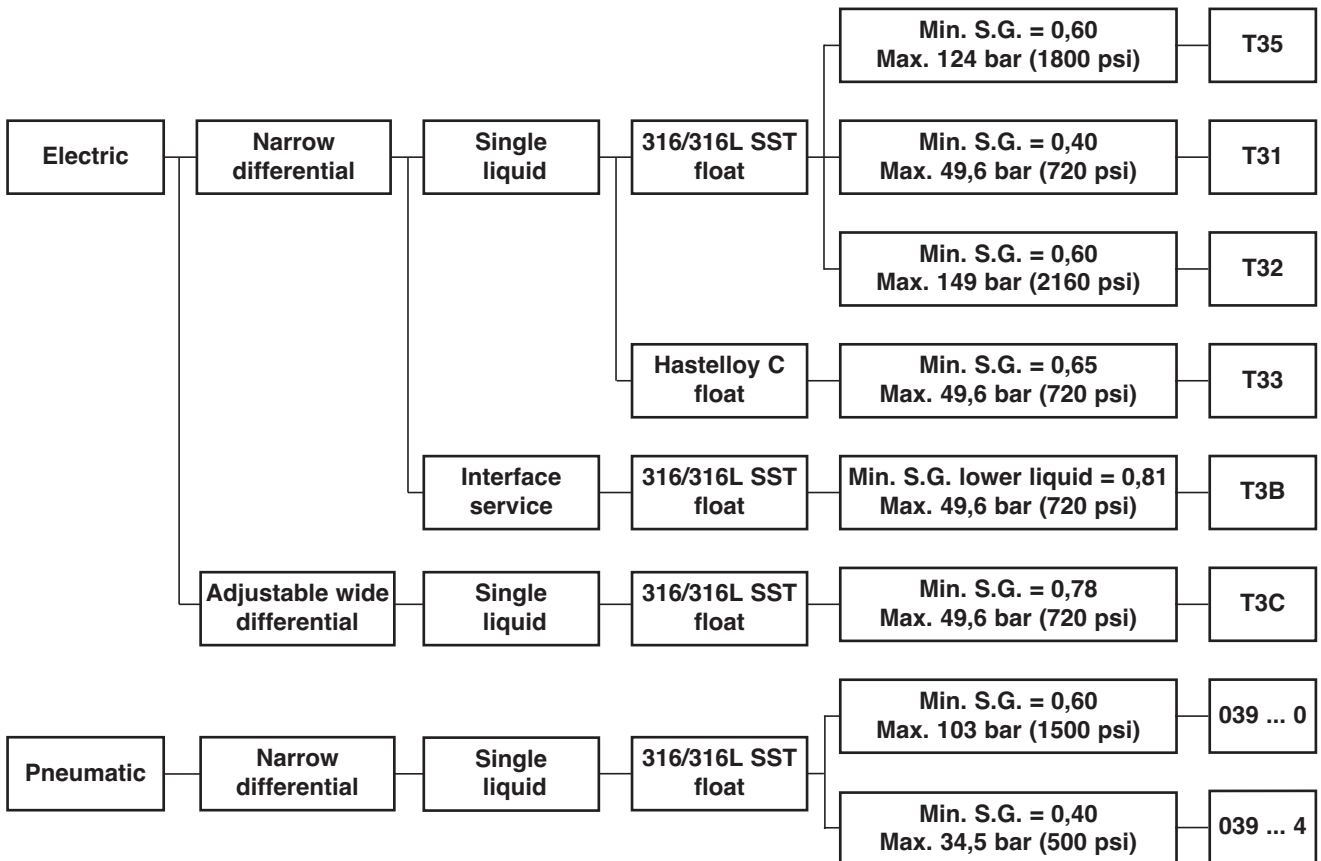 Min. S.G. = 0,60
Max. 124 bar (1800 psi)
T35
Electric
Narrow
differential
Single
liquid
316/316L SST
float
Min. S.G. = 0,40
Max. 49,6 bar (720 psi)
T31
Min. S.G. = 0,60
Max. 149 bar (2160 psi)
T32
Hastelloy C
float
Min. S.G. = 0,65
Max. 49,6 bar (720 psi)
T33
Interface
service
316/316L SST
float
Min. S.G. lower liquid = 0,81
Max. 49,6 bar (720 psi)
T3B
Adjustable wide
differential
Single
liquid
316/316L SST
float
Min. S.G. = 0,78
Max. 49,6 bar (720 psi)
T3C
Pneumatic
Narrow
differential
Single
liquid
316/316L SST
float
Min. S.G. = 0,60
Max. 103 bar (1500 psi)
039 ... 0
Min. S.G. = 0,40
Max. 34,5 bar (500 psi)
039 ... 4